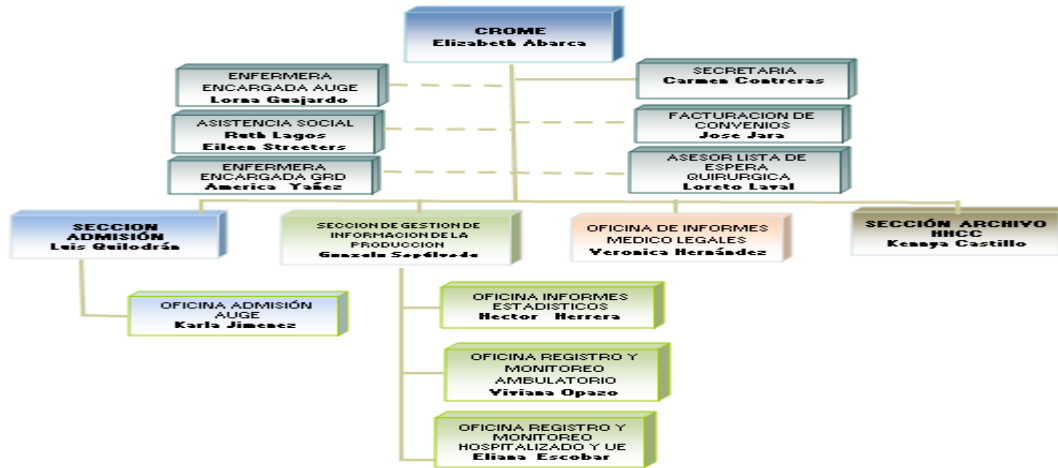 CROME
Elizabeth Abarca
ENFERMERA
ENCARGADA AUGE
Lorna Guajardo
SECRETARIA
Carmen Contreras
ASISTENCIA SOCIAL
Ruth Lagos
Eileen Streeters
FACTURACION DE
CONVENIOS
Jose Jara
ENFERMERA
ENCARGADA GRD
America Yañez
ASESOR LISTA DE
ESPERA
QUIRURGICA
Loreto Laval
SECCION
ADMISIÓN
Luis Quilodrán
SECCION DE GESTION DE
INFORMACION DE LA
PRODUCCION
Gonzalo Sepúlveda
OFICINA DE INFORMES
MEDICO LEGALES
Veronica Hernández
SECCIÓN ARCHIVO
HHCC
Kennya Castillo
OFICINA ADMISIÓN
AUGE
Karla Jimenez
OFICINA INFORMES
ESTADISTICOS
Hector Herrera
OFICINA REGISTRO Y
MONITOREO
AMBULATORIO
Viviana Opazo
OFICINA REGISTRO Y
MONITOREO
HOSPITALIZADO Y UE
Eliana Escobar